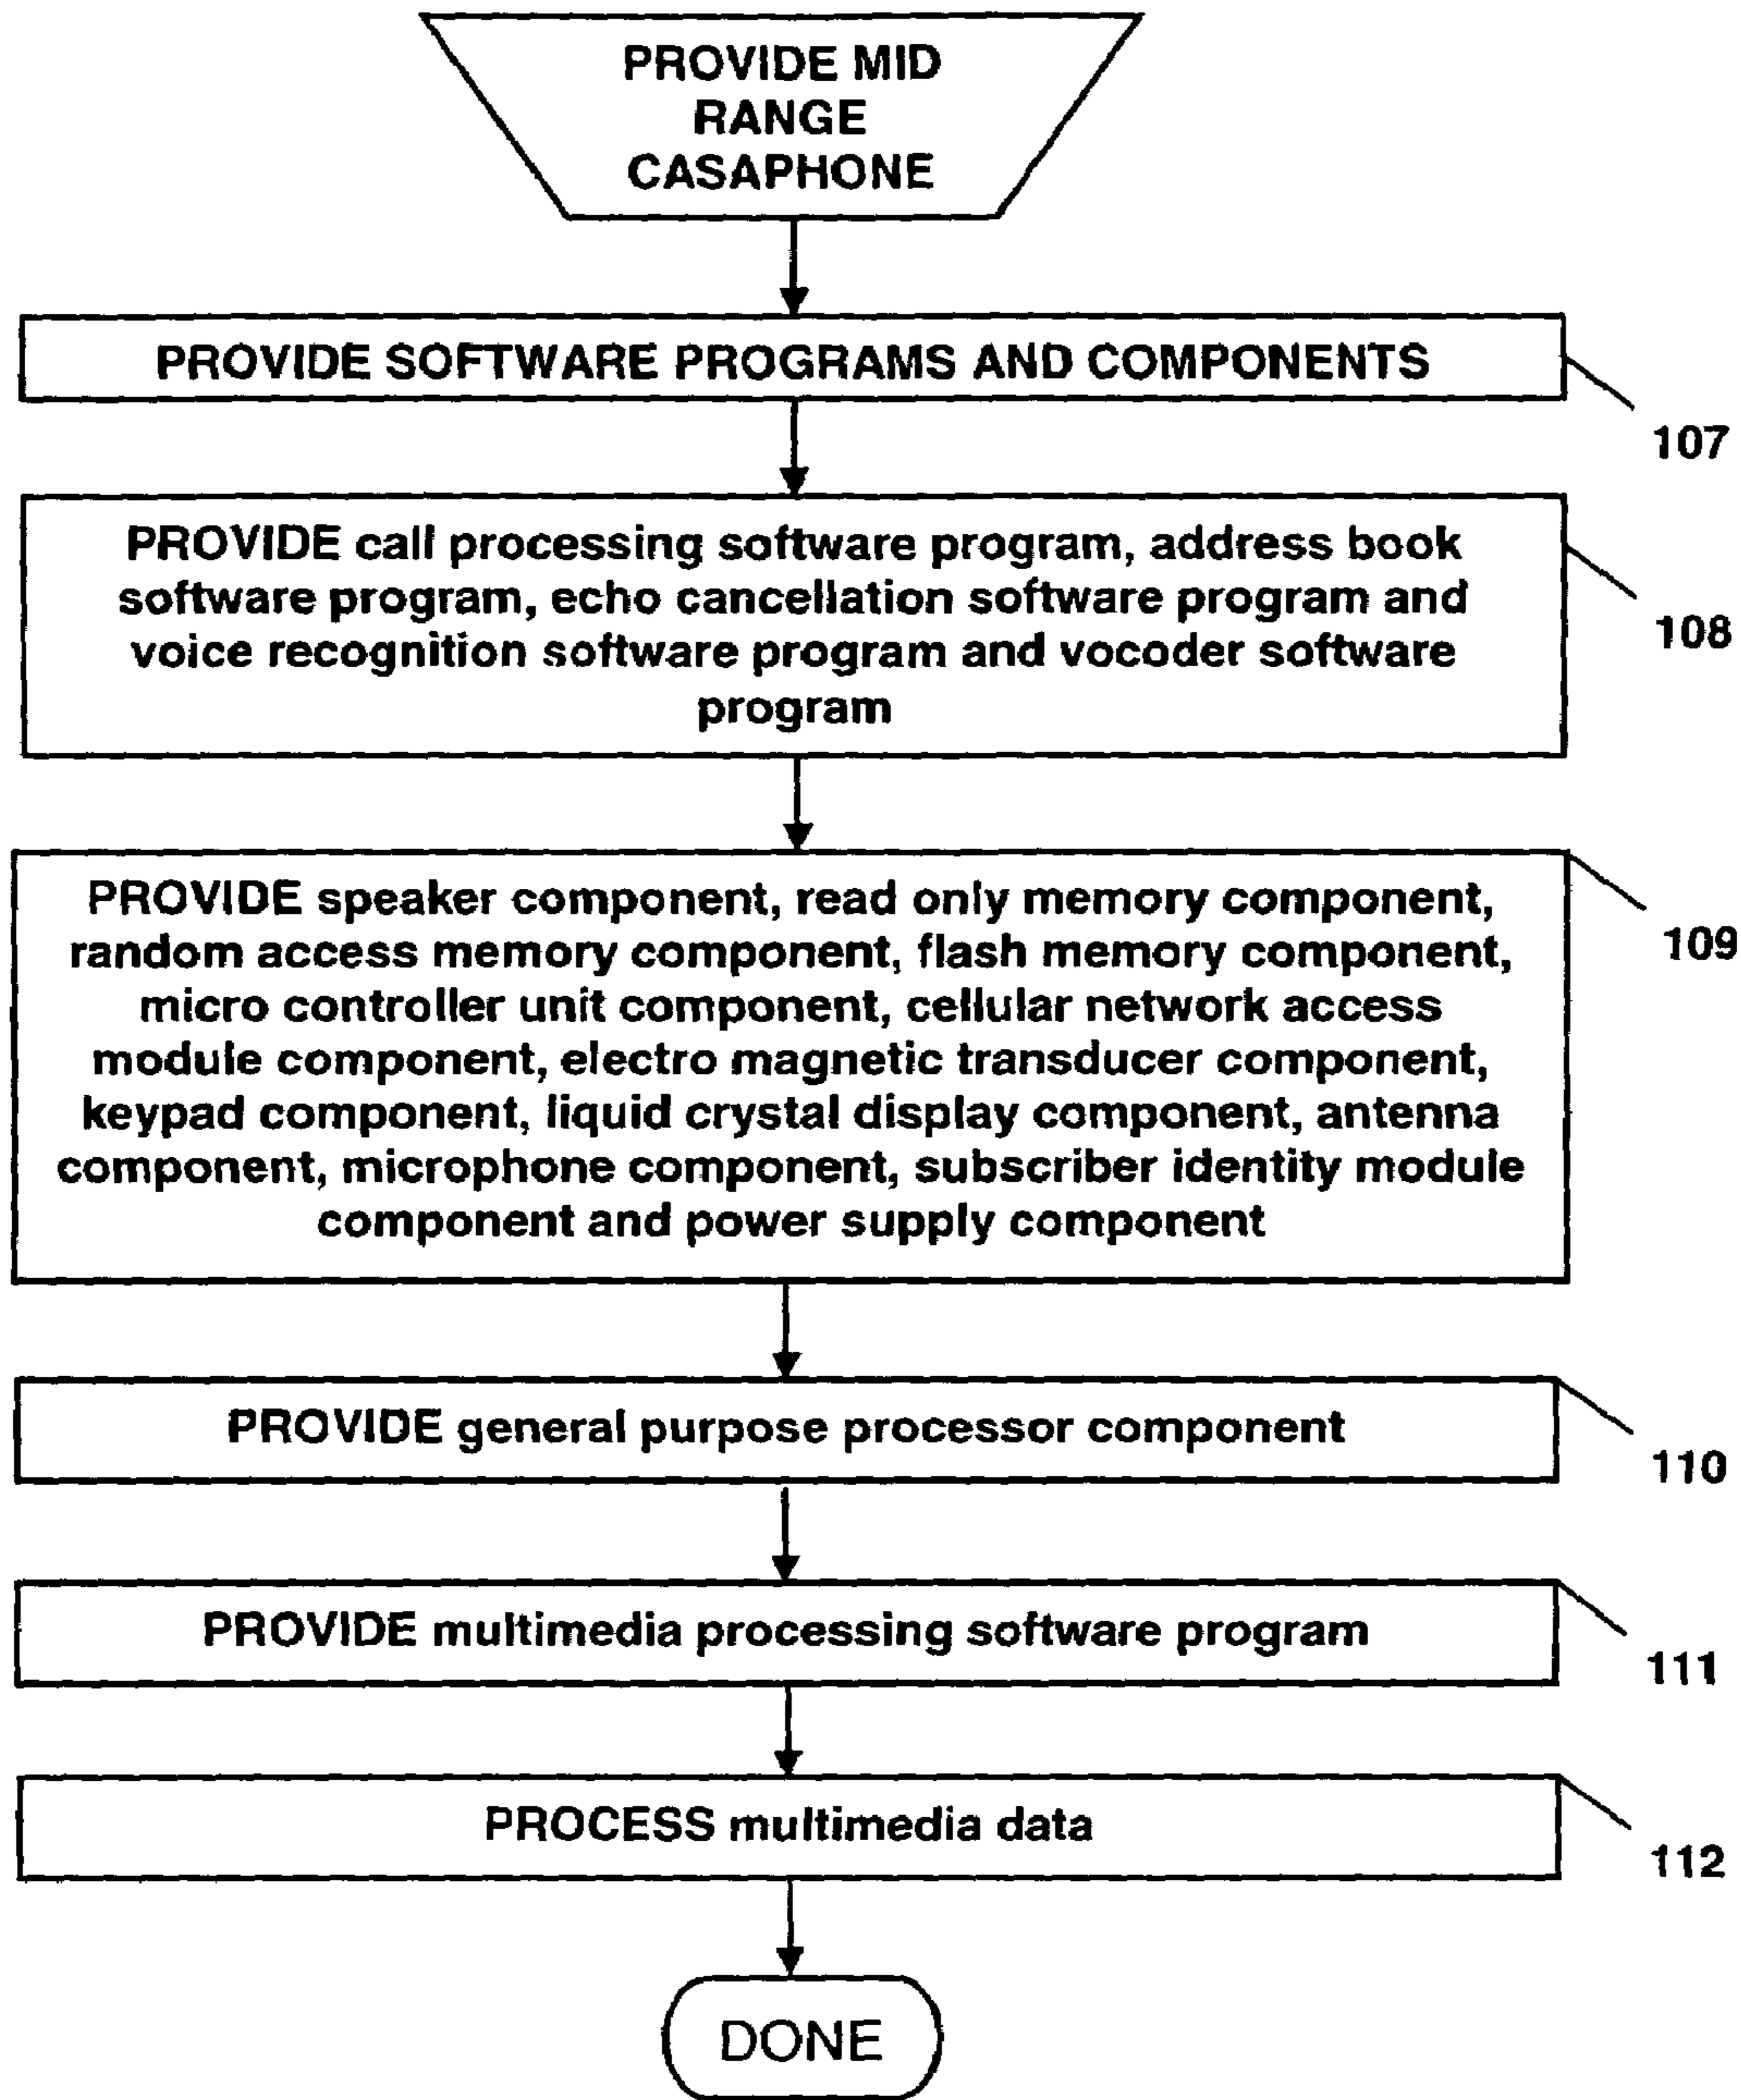 PROVIDE MID
RANGE
CASAPHONE
PROVIDE SOFTWARE PROGRAMS AND COMPONENTS
107
PROVIDE call processing software program, address book
software program, echo cancellation software program and
voice recognition software program and vocoder software
program
108
PROVIDE speaker component, read only memory component,
random access memory component, flash memory component,
micro controller unit component, cellular network access
module component, electro magnetic transducer component,
keypad component, liquid crystal display component, antenna
component, microphone component, subscriber identity module
component and power supply component
109
PROVIDE general purpose processor component
110
PROVIDE multimedia processing software program
111
PROCESS multimedia data
112
DONE